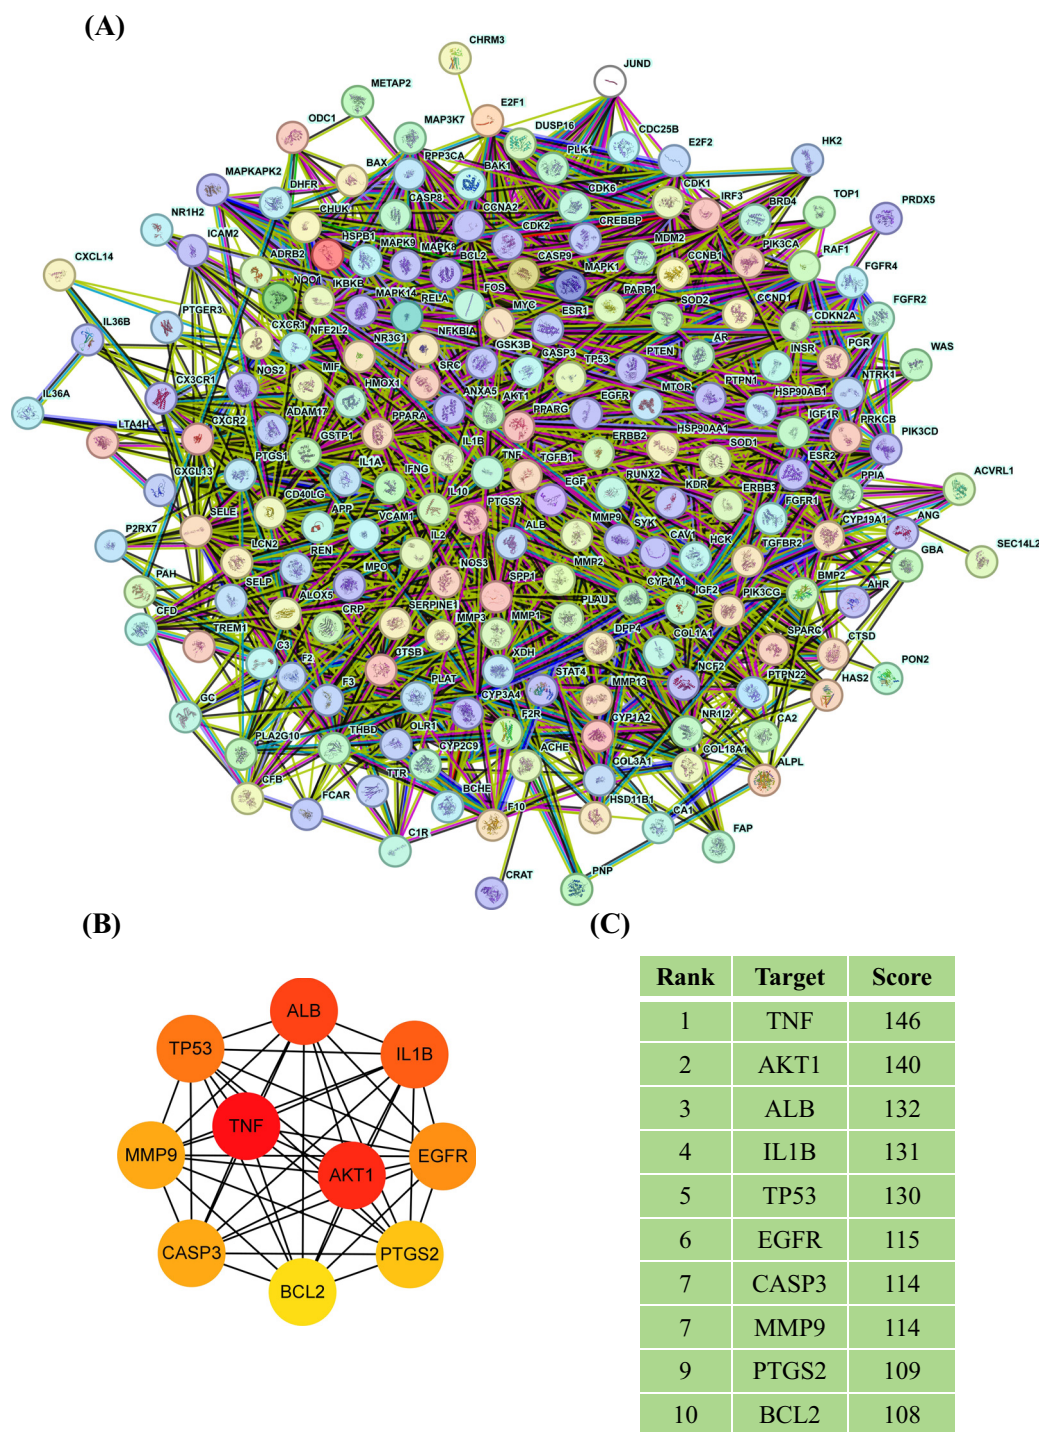 (A)
CHRM3
JUND
METAP2
E2F1
ODC1
MAP3K7
DUSP16
CDC25B
E2F2
HK2
BAX
PPP3CA
BAK1
PLK1
MAPKAPK2
DHFR
CASP8
CDK6
CDK1
IRF3
BRD4
TOP1
PRDX5
NR1H2
ICAM2
CHUK
CCNA2
CREBBP
HSPB1
MAPK9
MAPK8
BCL2
CDK2
CASP9
MDM2
CCNB1
PIK3CA
RAF1
CXCL14
ADRB2
NQO1
IKBKB
MAPK14
RELA
FOS
MAPK1
PARP1
SOD2
CCND1
FGFR4
FGFR2
IL36B
PTGER3
CXCR1
NFE2L2
NR3C1
NFKBIA
MYC
ESR1
AR
CDKN2A
WAS
CX3CR1
NOS2
MIF
HMOX1
SRC
GSK3B
CASP3
TP53
PTEN
PTPN1
INSR
PGR
NTRK1
IL36A
ADAM17
PPARA
ANXA5
AKT1
EGFR
MTOR
HSP90AB1
IGF1R
PRKCB
LTA4H
CXCR2
GSTP1
PPARG
HSP90AA1
PIK3CD
CXCL13
PTGS1
IL1A
IFNG
IL1B
TNF
TGFB1
ERBB2
SOD1
ESR2
CD40LG
IL10
EGF
RUNX2
KDR
ERBB3
PPIA
ACVRL1
SELE
APP
VCAM1
PTGS2
MMP9
SYK
FGFR1
CYP19A1
ANG
P2RX7
LCN2
REN
IL2
ALB
CAV1
HCK
TGFBR2
GBA
SEC14L2
PAH
SELP
MPO
NOS3
MMR2
CYP1A1
IGF2
BMP2
AHR
CFD
ALOX5
CRP
SERPINE1
SPP1
PLAU
PIK3CG
TREM1
C3
F2
MMP3
MMP1
DPP4
COL1A1
SPARC
CTSD
CTSB
XDH
STAT4
NCF2
PTPN22
HAS2
PON2
GC
F3
PLAT
CYP3A4
MMP13
PLA2G10
THBD
OLR1
F2R
CYP1A2
NR1I2
CA2
CYP2C9
ACHE
COL18A1
CFB
FCAR
TTR
BCHE
COL3A1
ALPL
F10
HSD11B1
CA1
C1R
FAP
CRAT
PNP
(B)
ALB
TP53
IL1B
TNF
MMP9
EGFR
AKT1
CASP3
PTGS2
BCL2
(C)
Rank Target Score
1 TNF 146
2 AKT1 140
3 ALB 132
4 IL1B 131
5 TP53 130
6 EGFR 115
7 CASP3 114
7 MMP9 114
9 PTGS2 109
10 BCL2 108